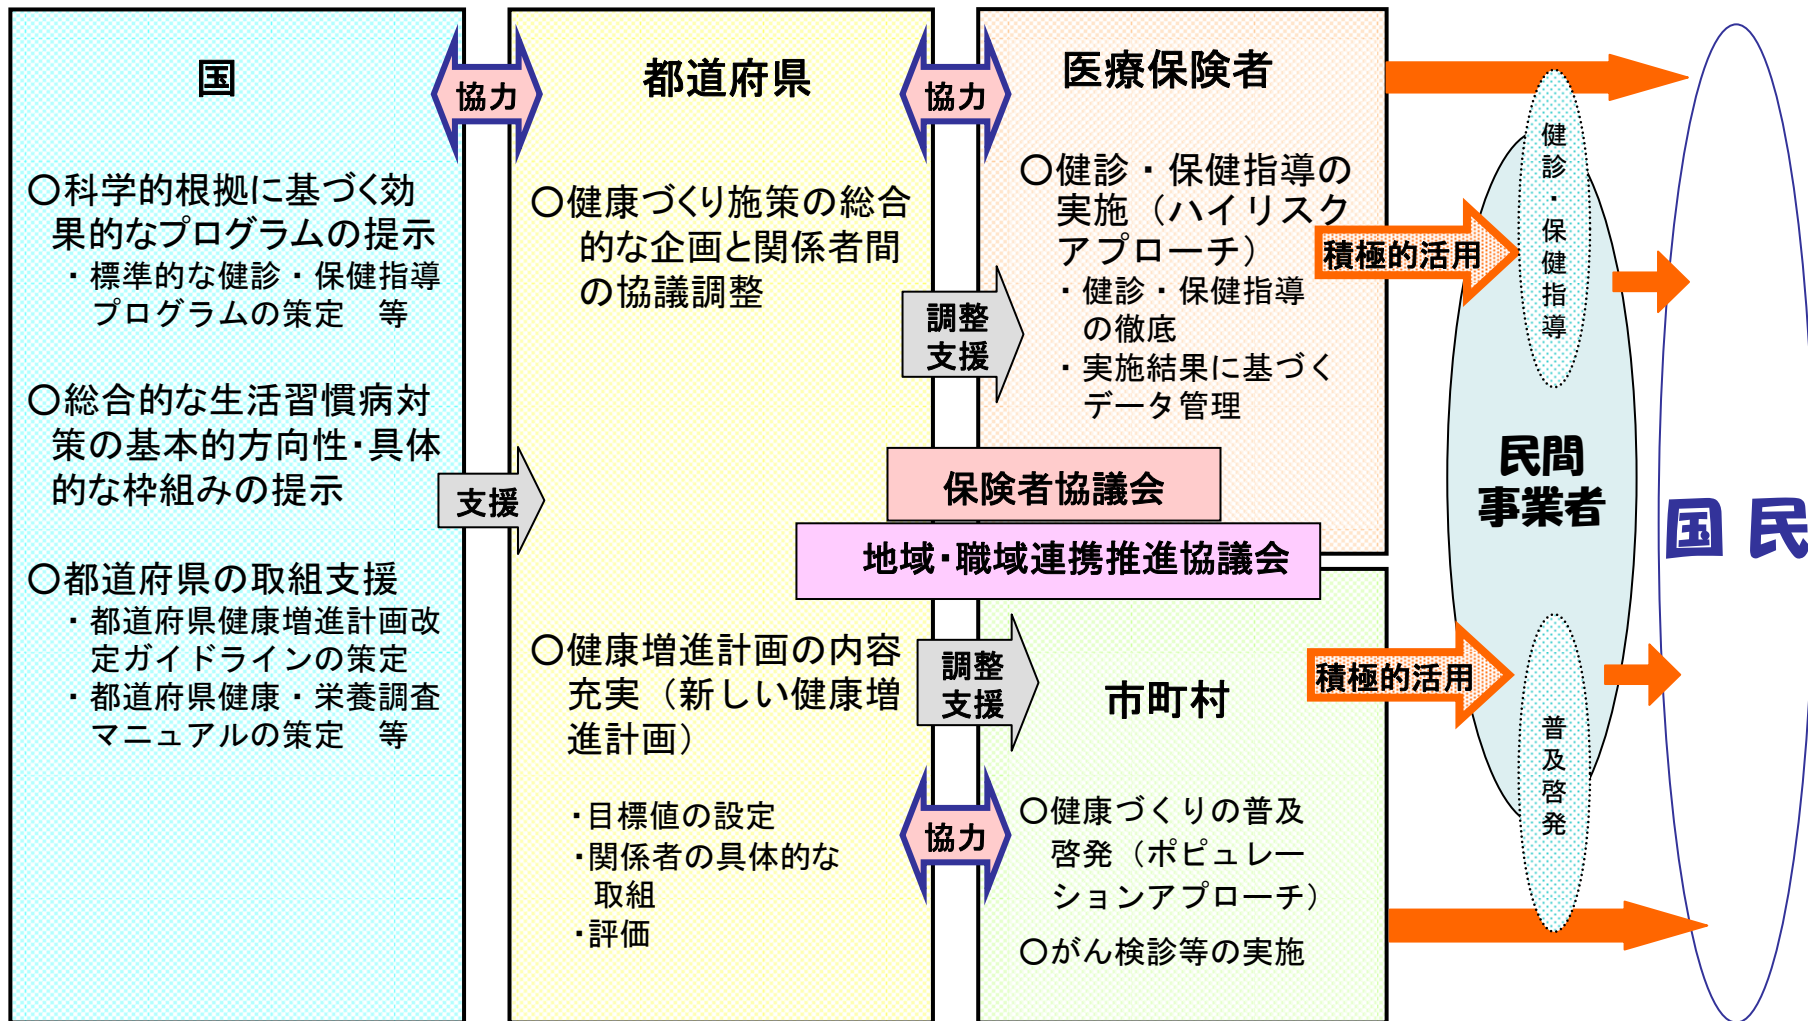 国
〇科学的根拠に基づく効
果的なプログラムの提示
・標準的な健診・保健指導
プログラムの策定　等
〇総合的な生活習慣病対
策の基本的方向性・具体
的な枠組みの提示
〇都道府県の取組支援
・都道府県健康増進計画改
定ガイドラインの策定
・都道府県健康・栄養調査
マニュアルの策定　等
協力
支援
都道府県
〇健康づくり施策の総合
的な企画と関係者間
の協議調整
〇健康増進計画の内容
充実（新しい健康増
進計画）
・目標値の設定
・関係者の具体的な
取組
・評価
協力
調整
支援
保険者協議会
地域・職域連携推進協議会
調整
支援
協力
医療保険者
〇健診・保健指導の
実施（ハイリスク
アプローチ）
・健診・保健指導
の徹底
・実施結果に基づく
データ管理
市町村
〇健康づくりの普及
啓発（ポピュレー
ションアプローチ）
〇がん検診等の実施
積極的活用
積極的活用
健診・保健指導
民間
事業者
普及啓発
国民